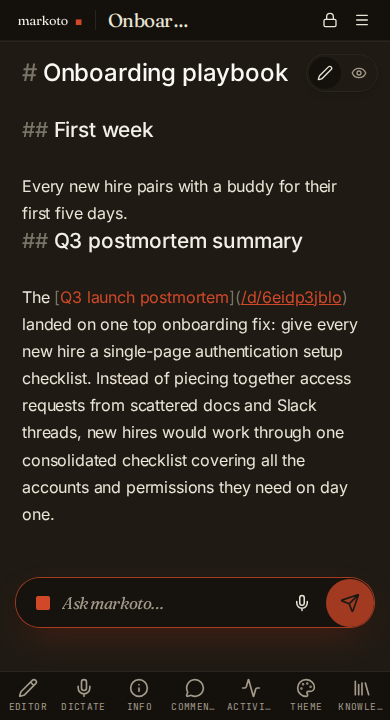 markoto
Onboar…
# Onboarding playbook
## First week
Every new hire pairs with a buddy for their
first five days.
## Q3 postmortem summary
The [Q3 launch postmortem](/d/6eidp3jblo)
landed on one top onboarding fix: give every
new hire a single-page authentication setup
checklist. Instead of piecing together access
requests from scattered docs and Slack
threads, new hires would work through one
consolidated checklist covering all the
accounts and permissions they need on day
one.
Ask markoto…
EDITOR DICTATE INFO COMMEN… ACTIVI… THEME KNOWLE…